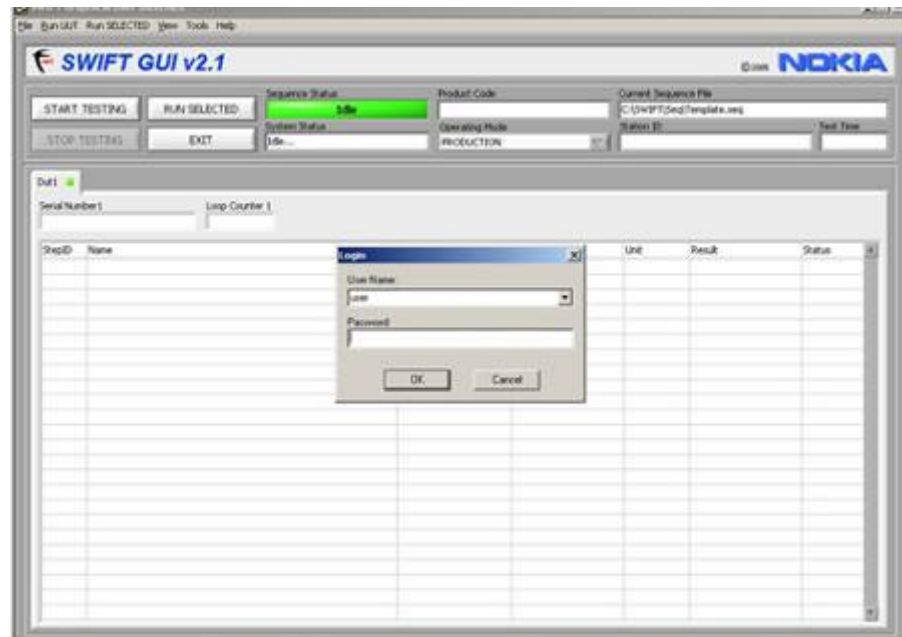 File Run UUT Run SELECTED View Tools Help
SWIFT GUI v2.1
NOKIA
START TESTING RUN SELECTED Sequence Status Product Code Current Sequence File
Idle C:\SWIFT\Seq\Template.seq
STOP TESTING EXIT System Status Operating Mode Station ID Test Time
Idle... PRODUCTION
Dut1
Serial Number1 Loop Counter 1
StepID Name Unit Result Status
Login
User Name
user
Password
OK Cancel